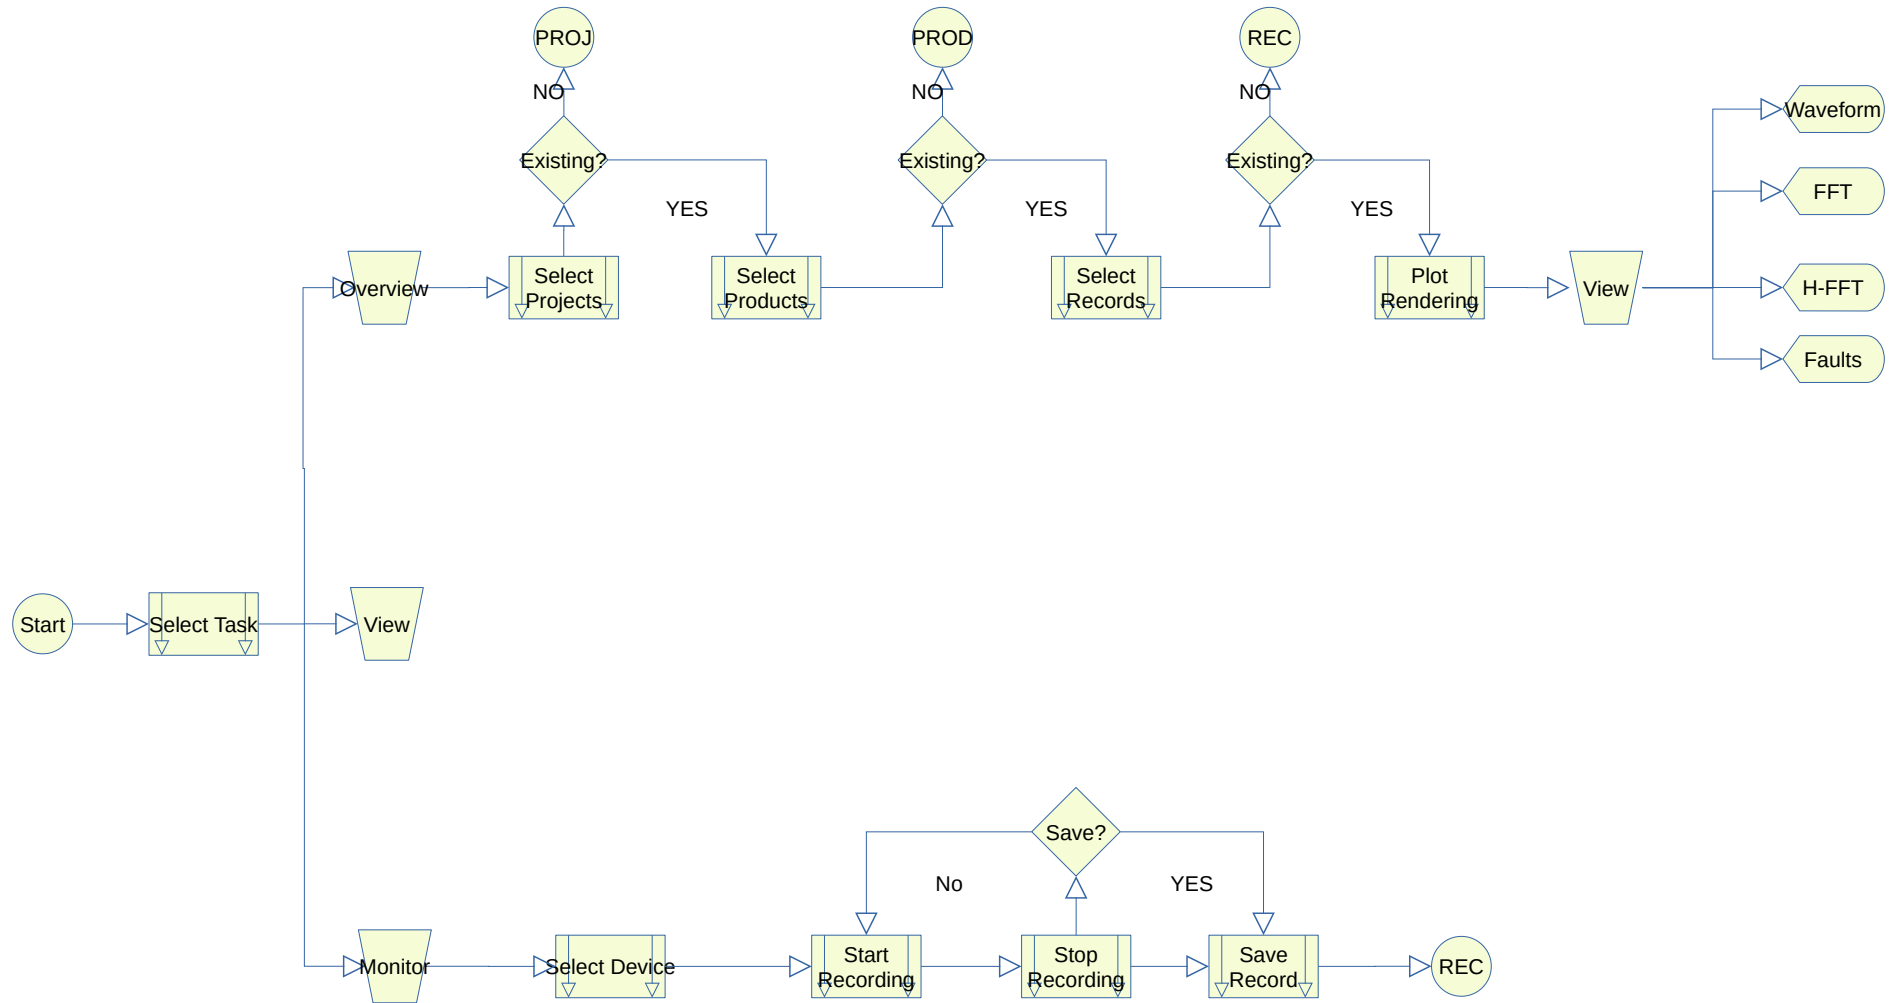 PROJ
PROD
REC
NO
NO
NO
Waveform
Existing?
Existing?
Existing?
FFT
YES
YES
YES
Overview
Select
Projects
Select
Products
Select
Records
Plot
Rendering
View
H-FFT
Faults
Start
Select Task
View
Save?
No
YES
Monitor
Select Device
Start
Recording
Stop
Recording
Save
Record
REC